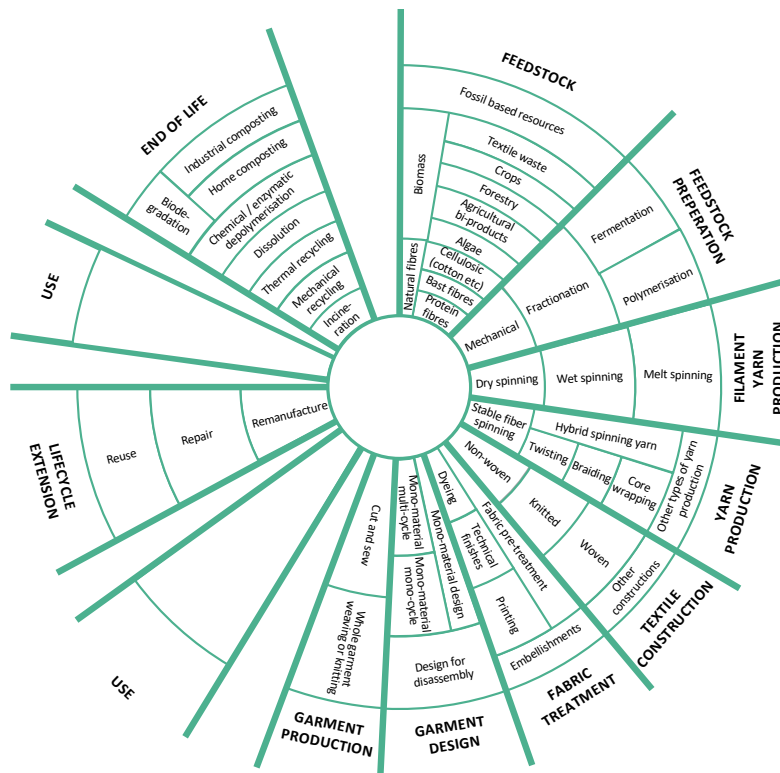 FEEDSTOCK
Fossil based resources
Biomass
Textile waste
Crops
Forestry
Agricultural
bi-products
Algae
Natural fibres
Cellulosic
(cotton etc)
Bast fibres
Protein
fibres
FEEDSTOCK
PREPERATION
Fermentation
Polymerisation
Fractionation
Mechanical
FILAMENT
YARN
PRODUCTION
Dry spinning
Wet spinning
Melt spinning
YARN
PRODUCTION
Stable fiber
spinning
Hybrid spinning yarn
Twisting
Braiding
Core
wrapping
Other types of yarn
production
TEXTILE
CONSTRUCTION
Non-woven
Knitted
Woven
Other
constructions
FABRIC
TREATMENT
Dyeing
Fabric pre-treatment
Technical
finishes
Printing
Embellishments
GARMENT
DESIGN
Mono-material
multi-cycle
Mono-material design
Mono-material
mono-cycle
Design for
disassembly
GARMENT
PRODUCTION
Cut and sew
Whole garment
weaving or knitting
USE
LIFECYCLE
EXTENSION
Reuse
Repair
Remanufacture
USE
END OF LIFE
Industrial composting
Home composting
Biode-
gradation
Chemical / enzymatic
depolymerisation
Dissolution
Thermal recycling
Mechanical
recycling
Incine-
ration